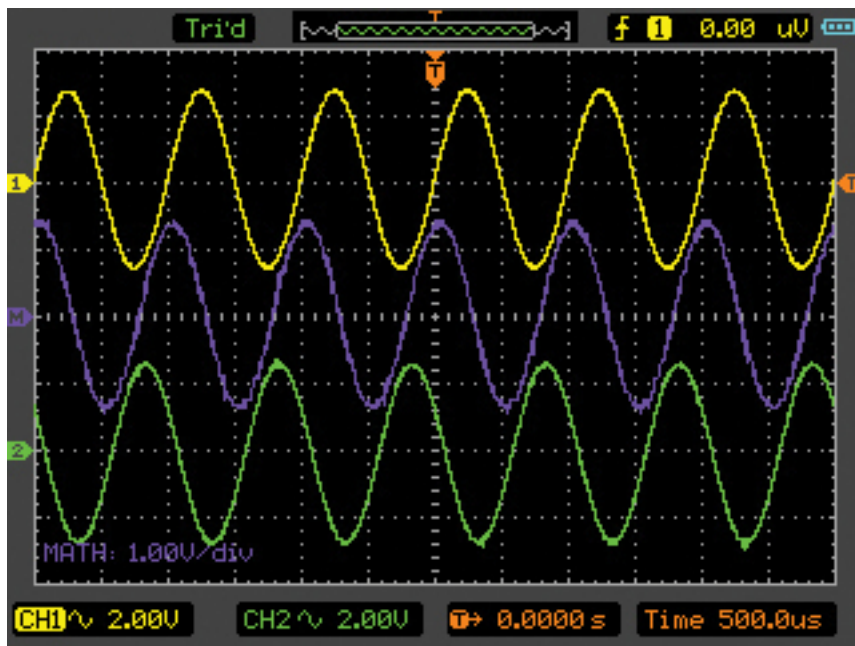 Tri'd
T
1 0.00 uV
T
1
T
M
2
MATH: 1.00V/div
CH1 2.00V
CH2 2.00V
T 0.0000 s
Time 500.0us